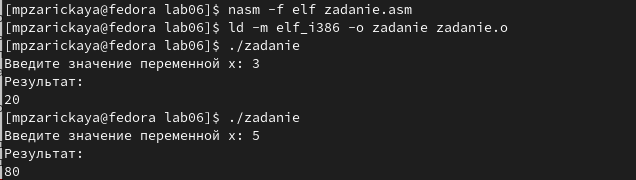 [mpzarickaya@fedora lab06]$ nasm -f elf zadanie.asm
[mpzarickaya@fedora lab06]$ ld -m elf_i386 -o zadanie zadanie.o
[mpzarickaya@fedora lab06]$ ./zadanie
Введите значение переменной x: 3
Результат:
20
[mpzarickaya@fedora lab06]$ ./zadanie
Введите значение переменной x: 5
Результат:
80